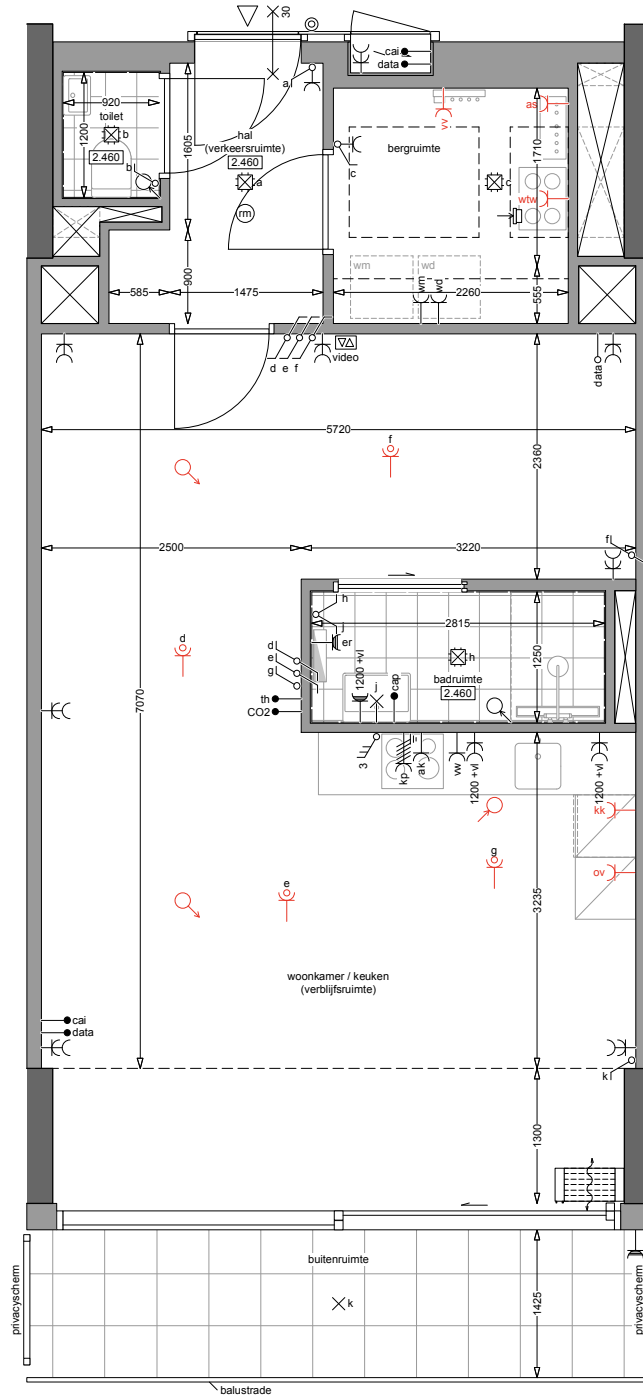 30
cai
data
a
as
920
toilet
1200
b
2.460
b
1605
hal
(verkeersruimte)
2.460
a
rm
vv
bergruimte
c
c
1710
wtw
wm
wd
wm
wd
585
1475
900
2260
555
d e f
video
data
5720
f
2360
2500
3220
f
h
j
er
2815
1250
h
badruimte
2.460
d
e
g
1200 +vl
j
cap
th
CO2
d
7070
3
kp
ak
vw
1200 +vl
1200 +vl
kk
ov
g
e
3235
woonkamer / keuken
(verblijfsruimte)
cai
data
k
1300
buitenruimte
k
1425
privacyscherm
privacyscherm
balustrade